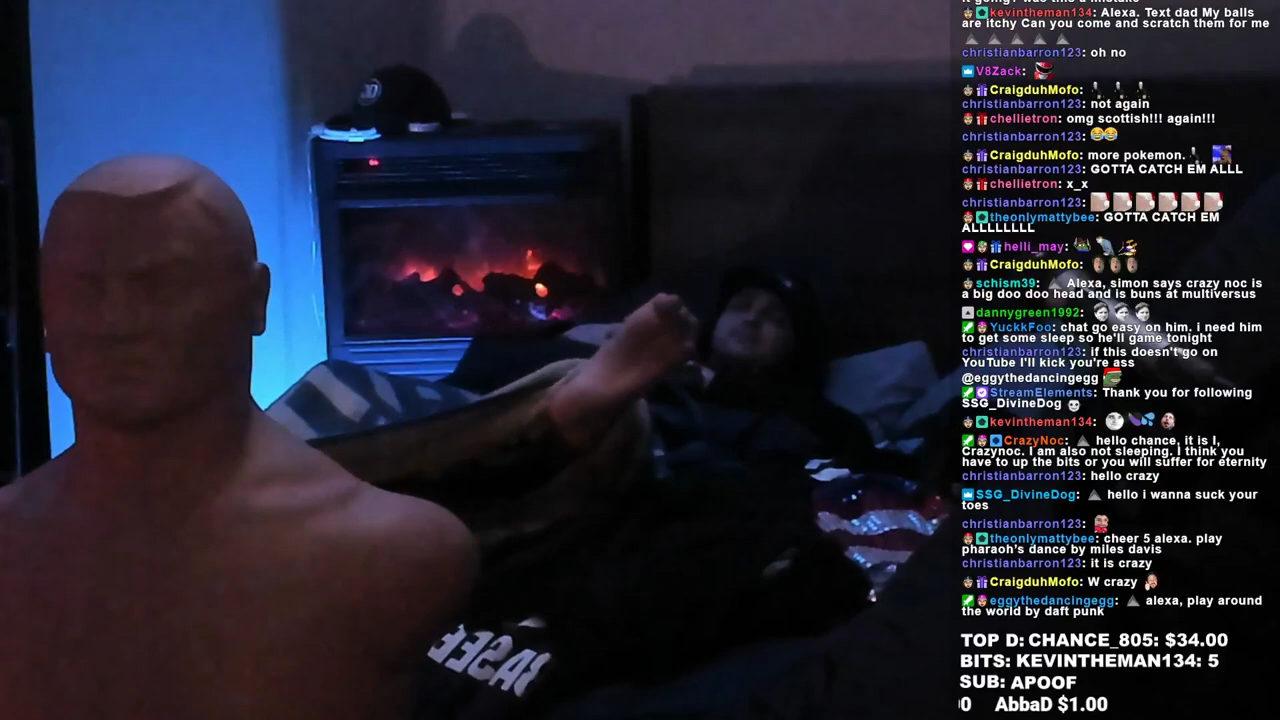 kevintheman134: Alexa. Text dad My balls
are itchy Can you come and scratch them for me
christianbarron123: oh no
V8Zack:
CraigduhMofo:
christianbarron123: not again
chellietron: omg scottish!!! again!!!
christianbarron123:
CraigduhMofo: more pokemon.
christianbarron123: GOTTA CATCH EM ALLL
chellietron: x_x
christianbarron123:
theonlymattybee: GOTTA CATCH EM
ALLLLLLLL
helli_may:
CraigduhMofo:
schism39: Alexa, simon says crazy noc is
a big doo doo head and is buns at multiversus
dannygreen1992:
YuckkFoo: chat go easy on him. i need him
to get some sleep so he'll game tonight
christianbarron123: if this doesn't go on
YouTube I'll kick you're ass
@eggythedancingegg
StreamElements: Thank you for following
SSG_DivineDog
kevintheman134:
CrazyNoc: hello chance, it is I,
Crazynoc. I am also not sleeping. I think you
have to up the bits or you will suffer for eternity
christianbarron123: hello crazy
SSG_DivineDog: hello i wanna suck your
toes
christianbarron123:
theonlymattybee: cheer 5 alexa. play
pharaoh's dance by miles davis
christianbarron123: it is crazy
CraigduhMofo: W crazy
eggythedancingegg: alexa, play around
the world by daft punk
TOP D: CHANCE_805: $34.00
BITS: KEVINTHEMAN134: 5
SUB: APOOF
AbbaD $1.00